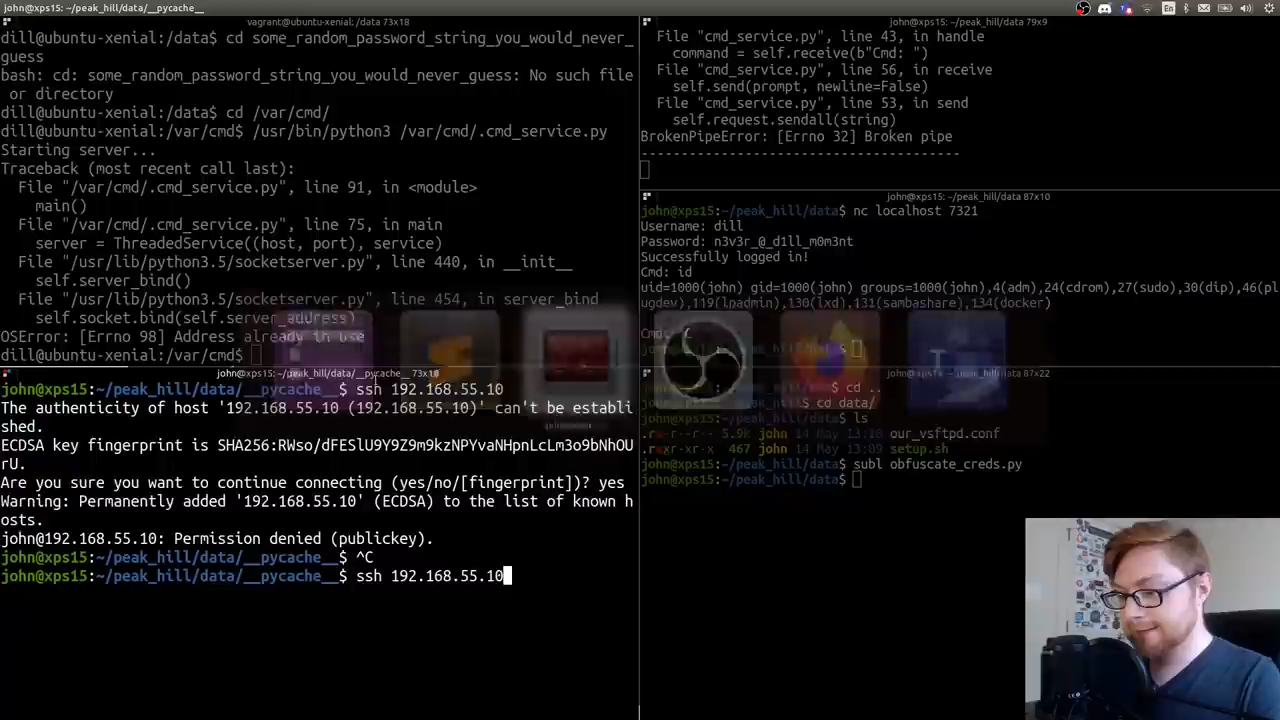 john@xps15: ~/peak_hill/data/__pycache__
En
vagrant@ubuntu-xenial: /data 73x18
dill@ubuntu-xenial:/data$ cd some_random_password_string_you_would_never_
guess
bash: cd: some_random_password_string_you_would_never_guess: No such file
or directory
dill@ubuntu-xenial:/data$ cd /var/cmd/
dill@ubuntu-xenial:/var/cmd$ /usr/bin/python3 /var/cmd/.cmd_service.py
Starting server...
Traceback (most recent call last):
File "/var/cmd/.cmd_service.py", line 91, in <module>
main()
File "/var/cmd/.cmd_service.py", line 75, in main
server = ThreadedService((host, port), service)
File "/usr/lib/python3.5/socketserver.py", line 440, in __init__
self.server_bind()
File "/usr/lib/python3.5/socketserver.py", line 454, in server_bind
self.socket.bind(self.server_address)
OSError: [Errno 98] Address already in use
dill@ubuntu-xenial:/var/cmd$
john@xps15: ~/peak_hill/data/__pycache__ 73x18
john@xps15:~/peak_hill/data/__pycache__$ ssh 192.168.55.10
The authenticity of host '192.168.55.10 (192.168.55.10)' can't be establi
shed.
ECDSA key fingerprint is SHA256:RWso/dFESlU9Y9Z9m9kzNPYvaNHpnLcLm3o9bNhOU
rU.
Are you sure you want to continue connecting (yes/no/[fingerprint])? yes
Warning: Permanently added '192.168.55.10' (ECDSA) to the list of known h
osts.
john@192.168.55.10: Permission denied (publickey).
john@xps15:~/peak_hill/data/__pycache__$ ^C
john@xps15:~/peak_hill/data/__pycache__$ ssh 192.168.55.10
john@xps15: ~/peak_hill/data 79x9
File "cmd_service.py", line 43, in handle
command = self.receive(b"Cmd: ")
File "cmd_service.py", line 56, in receive
self.send(prompt, newline=False)
File "cmd_service.py", line 53, in send
self.request.sendall(string)
BrokenPipeError: [Errno 32] Broken pipe
----------------------------------------
john@xps15: ~/peak_hill/data 87x10
john@xps15:~/peak_hill/data$ nc localhost 7321
Username: dill
Password: n3v3r_@_d1ll_m0m3nt
Successfully logged in!
Cmd: id
uid=1000(john) gid=1000(john) groups=1000(john),4(adm),24(cdrom),27(sudo),30(dip),46(plu
gdev),119(lpadmin),130(lxd),131(sambashare),134(docker)
john@xps15: ~/peak_hill/data 87x22
$ cd ..
$ cd data/
$ ls
.rw-r--r-- 5.9k john 14 May 13:10 our_vsftpd.conf
.rwxr-xr-x 467 john 14 May 13:09 setup.sh
john@xps15:~/peak_hill/data$ subl obfuscate_creds.py
john@xps15:~/peak_hill/data$